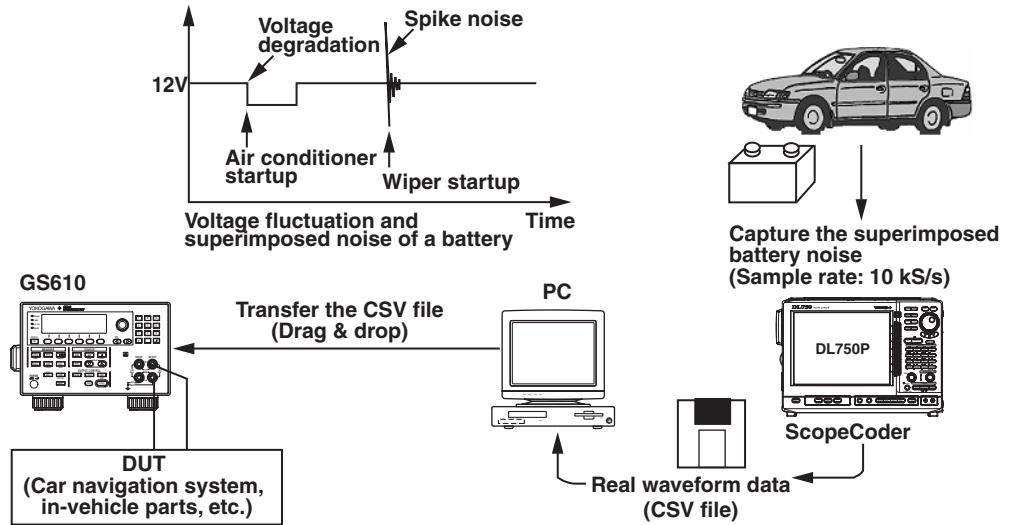 Voltage
degradation
Spike noise
12V
Air conditioner
startup
Wiper startup
Voltage fluctuation and
superimposed noise of a battery
Time
Capture the superimposed
battery noise
(Sample rate: 10 kS/s)
GS610
YOKOGAWA
Transfer the CSV file
(Drag & drop)
PC
DL750
DL750P
ScopeCoder
Real waveform data
(CSV file)
DUT
(Car navigation system,
in-vehicle parts, etc.)